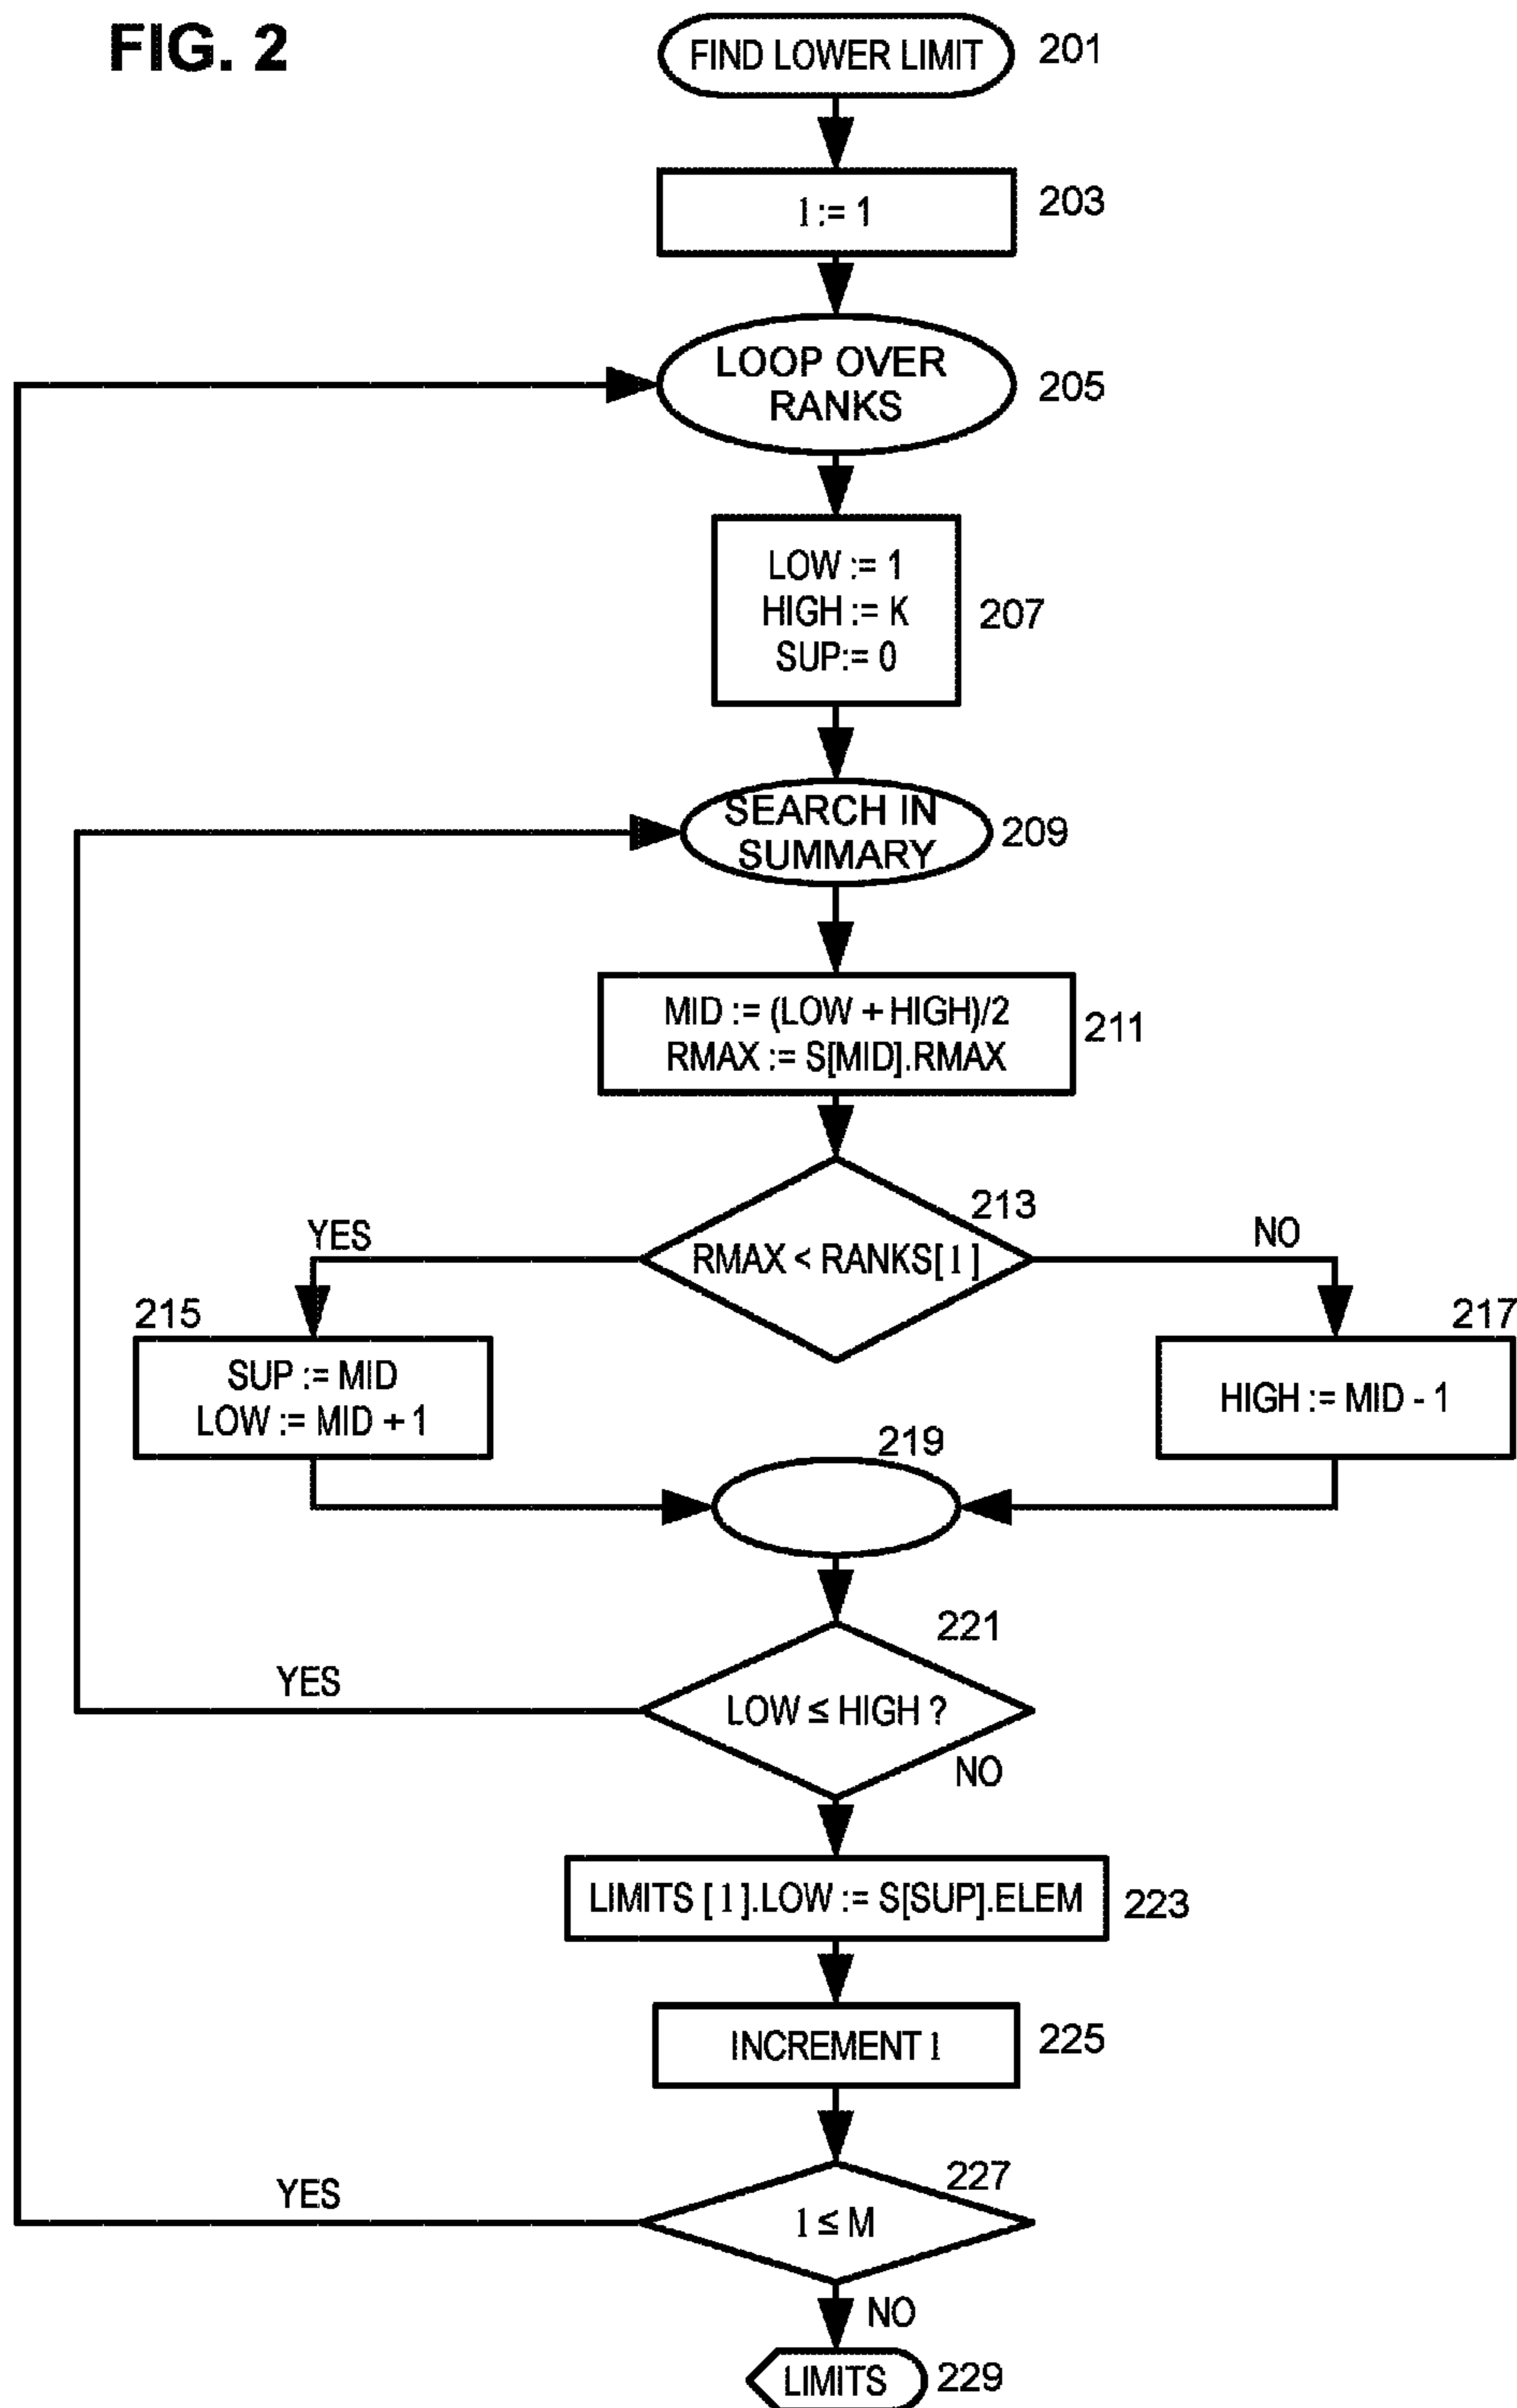 FIG. 2
FIND LOWER LIMIT 201
l := 1 203
LOOP OVER
RANKS
205
LOW := 1
HIGH := K
SUP:= 0
207
SEARCH IN
SUMMARY
209
MID := (LOW + HIGH)/2
RMAX := S[MID].RMAX
211
213
YES
RMAX < RANKS[ l ]
NO
215
SUP := MID
LOW := MID + 1
217
HIGH := MID - 1
219
221
YES
LOW ≤ HIGH ?
NO
LIMITS [ l ].LOW := S[SUP].ELEM 223
INCREMENT l 225
227
YES
l ≤ M
NO
LIMITS 229